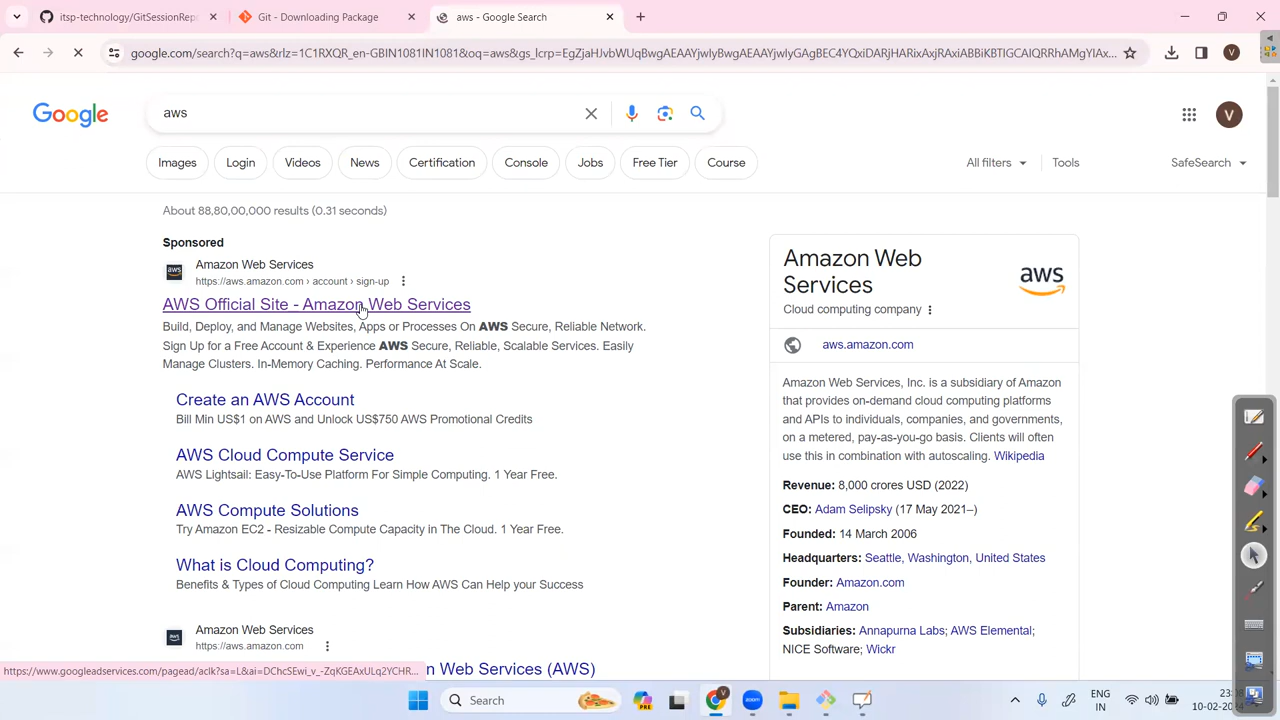 itsp-technology/GitSessionRep
Git - Downloading Package
aws - Google Search
google.com/search?q=aws&rlz=1C1RXQR_en-GBIN1081IN1081&oq=aws&gs_lcrp=
V
Google
aws
V
Images
Login
Videos
News
Certification
Console
Jobs
Free Tier
Course
All filters
Tools
SafeSearch
About 88,80,00,000 results (0.31 seconds)
Sponsored
aws
Amazon Web Services
https://aws.amazon.com › account › sign-up
AWS Official Site - Amazon Web Services
Build, Deploy, and Manage Websites, Apps or Processes On AWS Secure, Reliable Network.
Sign Up for a Free Account & Experience AWS Secure, Reliable, Scalable Services. Easily
Manage Clusters. In-Memory Caching. Performance At Scale.
Create an AWS Account
Bill Min US$1 on AWS and Unlock US$750 AWS Promotional Credits
AWS Cloud Compute Service
AWS Lightsail: Easy-To-Use Platform For Simple Computing. 1 Year Free.
AWS Compute Solutions
Try Amazon EC2 - Resizable Compute Capacity in The Cloud. 1 Year Free.
What is Cloud Computing?
Benefits & Types of Cloud Computing Learn How AWS Can Help your Success
aws
Amazon Web Services
https://aws.amazon.com
n Web Services (AWS)
Amazon Web
Services
aws
Cloud computing company
aws.amazon.com
Amazon Web Services, Inc. is a subsidiary of Amazon
that provides on-demand cloud computing platforms
and APIs to individuals, companies, and governments,
on a metered, pay-as-you-go basis. Clients will often
use this in combination with autoscaling. Wikipedia
Revenue: 8,000 crores USD (2022)
CEO: Adam Selipsky (17 May 2021–)
Founded: 14 March 2006
Headquarters: Seattle, Washington, United States
Founder: Amazon.com
Parent: Amazon
Subsidiaries: Annapurna Labs; AWS Elemental;
NICE Software; Wickr
Search
PRE
V
zoom
ENG
IN
10-02-2024